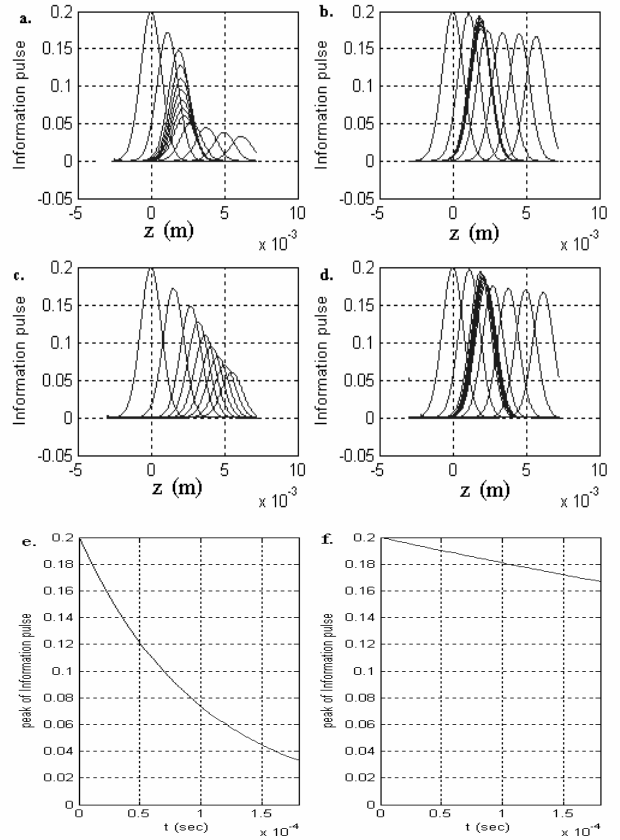 a.
Information pulse
0.2
0.15
0.1
0.05
0
-0.05
-5
0
5
10
z (m)
x 10⁻³
b.
Information pulse
0.2
0.15
0.1
0.05
0
-0.05
-5
0
5
10
z (m)
x 10⁻³
c.
Information pulse
0.2
0.15
0.1
0.05
0
-0.05
-5
0
5
10
z (m)
x 10⁻³
d.
Information pulse
0.2
0.15
0.1
0.05
0
-0.05
-5
0
5
10
z (m)
x 10⁻³
e.
peak of Information pulse
0.2
0.18
0.16
0.14
0.12
0.1
0.08
0.06
0.04
0.02
0
0
0.5
1
1.5
t (sec)
x 10⁻⁴
f.
peak of Information pulse
0.2
0.18
0.16
0.14
0.12
0.1
0.08
0.06
0.04
0.02
0
0
0.5
1
1.5
t (sec)
x 10⁻⁴